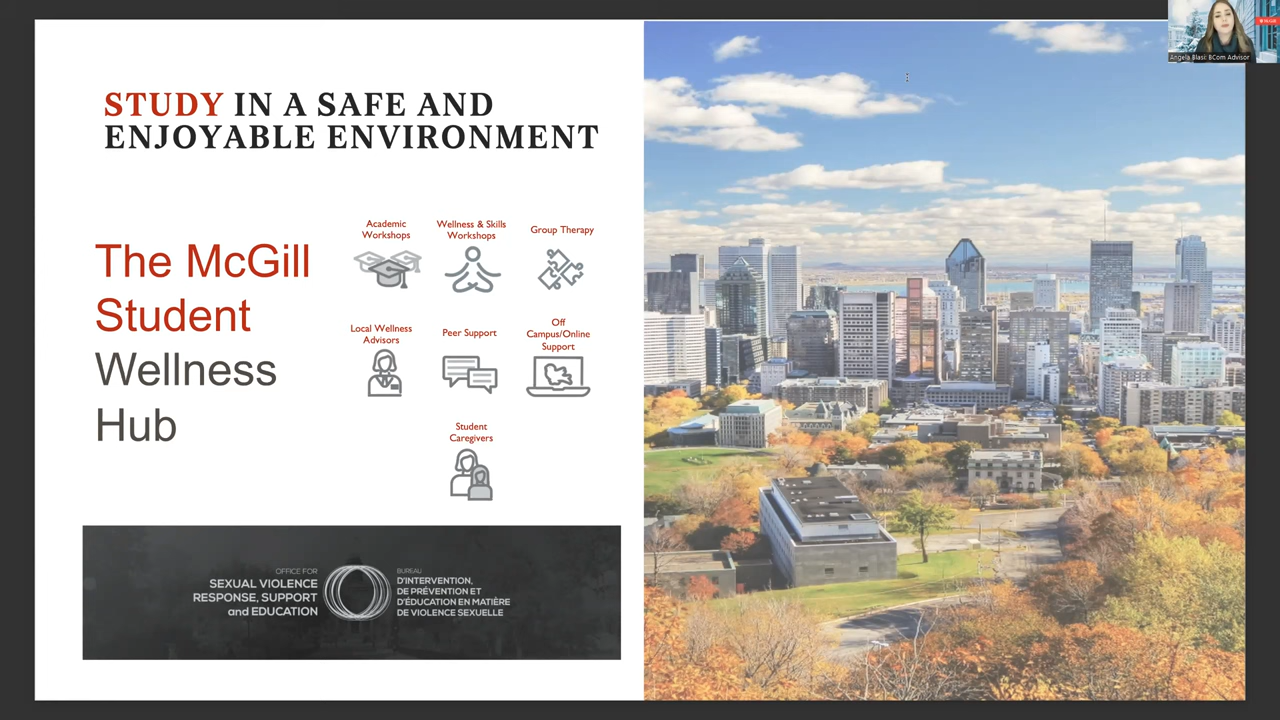 STUDY IN A SAFE AND
ENJOYABLE ENVIRONMENT
The McGill
Student
Wellness
Hub
Academic
Workshops
Wellness & Skills
Workshops
Group Therapy
Local Wellness
Advisors
Peer Support
Off
Campus/Online
Support
Student
Caregivers
OFFICE FOR
SEXUAL VIOLENCE
RESPONSE, SUPPORT
and EDUCATION
BUREAU
D'INTERVENTION,
DE PRÉVENTION ET
D'ÉDUCATION EN MATIÈRE
DE VIOLENCE SEXUELLE
Angela Blasi: BCom Advisor
McGill